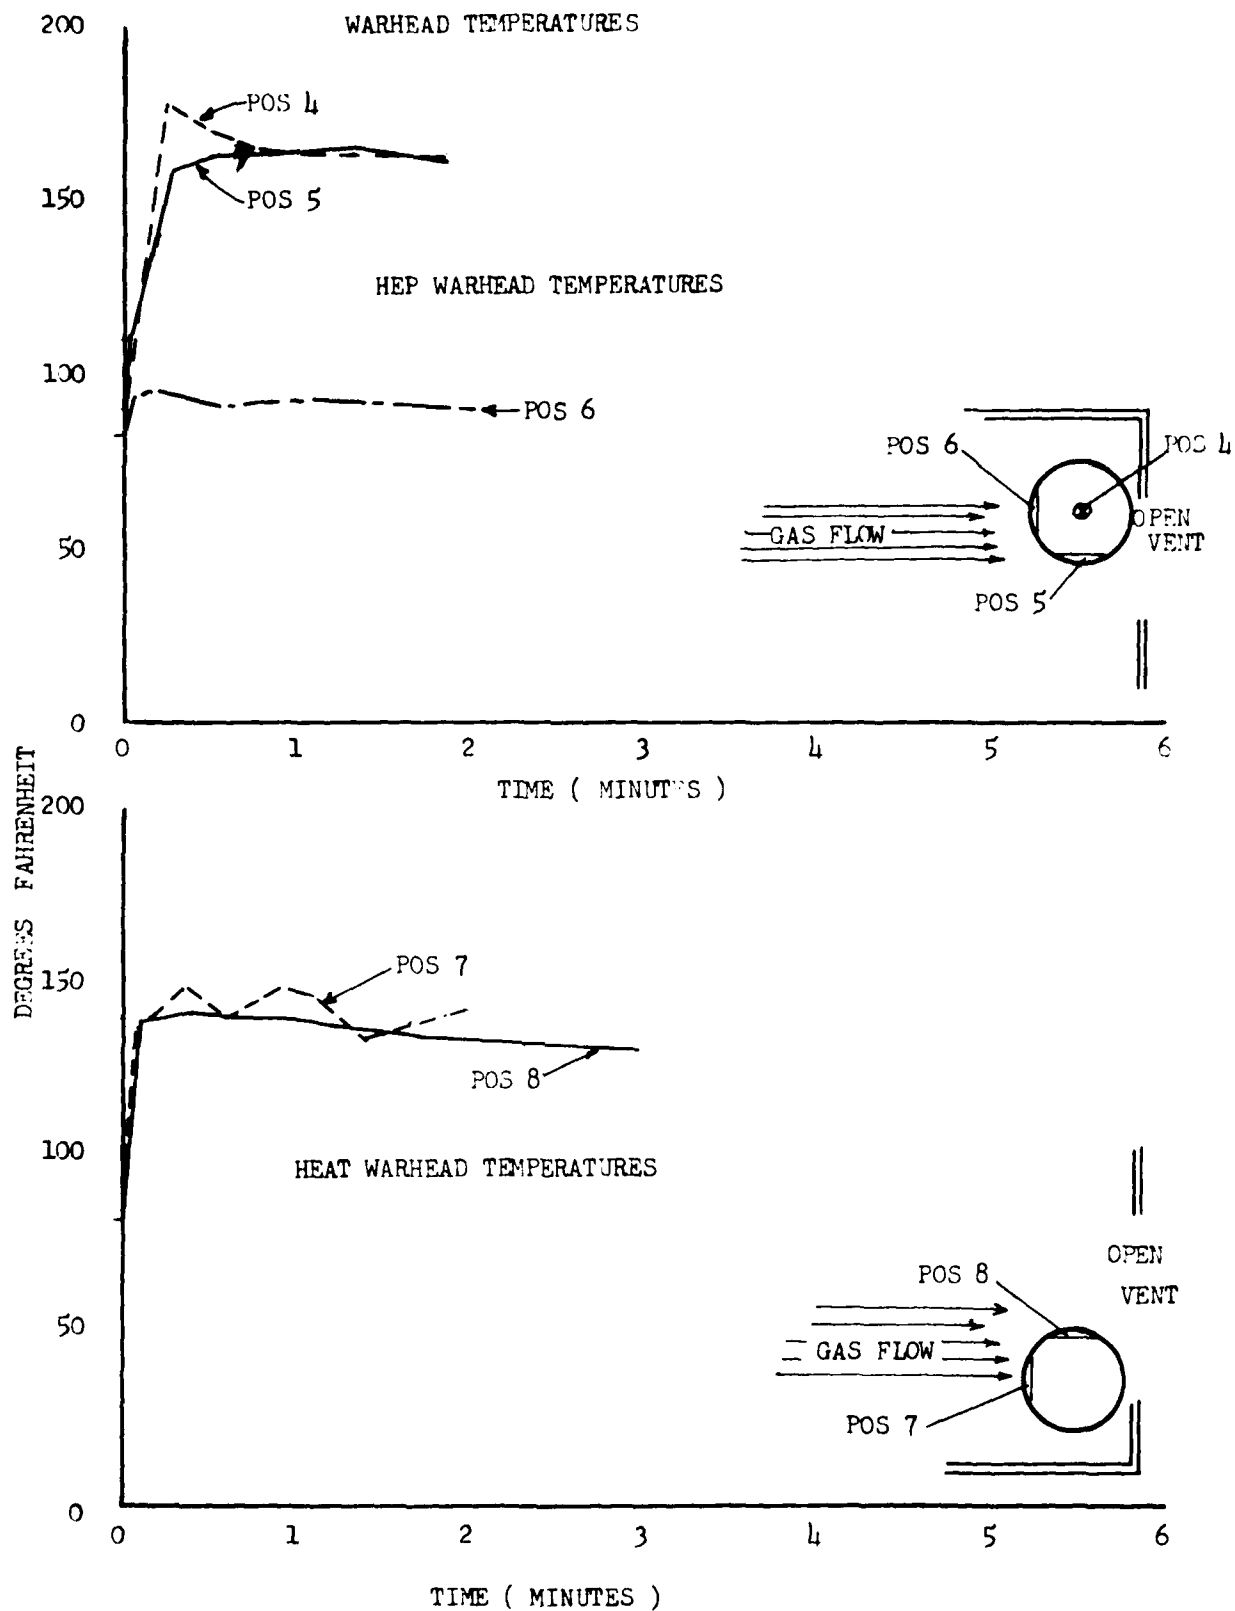 WARHEAD TEMPERATURES
200
POS 4
150
POS 5
HEP WARHEAD TEMPERATURES
100
POS 6
POS 6
POS 4
OPEN
VENT
GAS FLOW
50
POS 5
0
0 1 2 3 4 5 6
TIME ( MINUTES )
DEGREES FAHRENHEIT
200
150
POS 7
POS 8
100
HEAT WARHEAD TEMPERATURES
OPEN
VENT
POS 8
50
GAS FLOW
POS 7
0
0 1 2 3 4 5 6
TIME ( MINUTES )